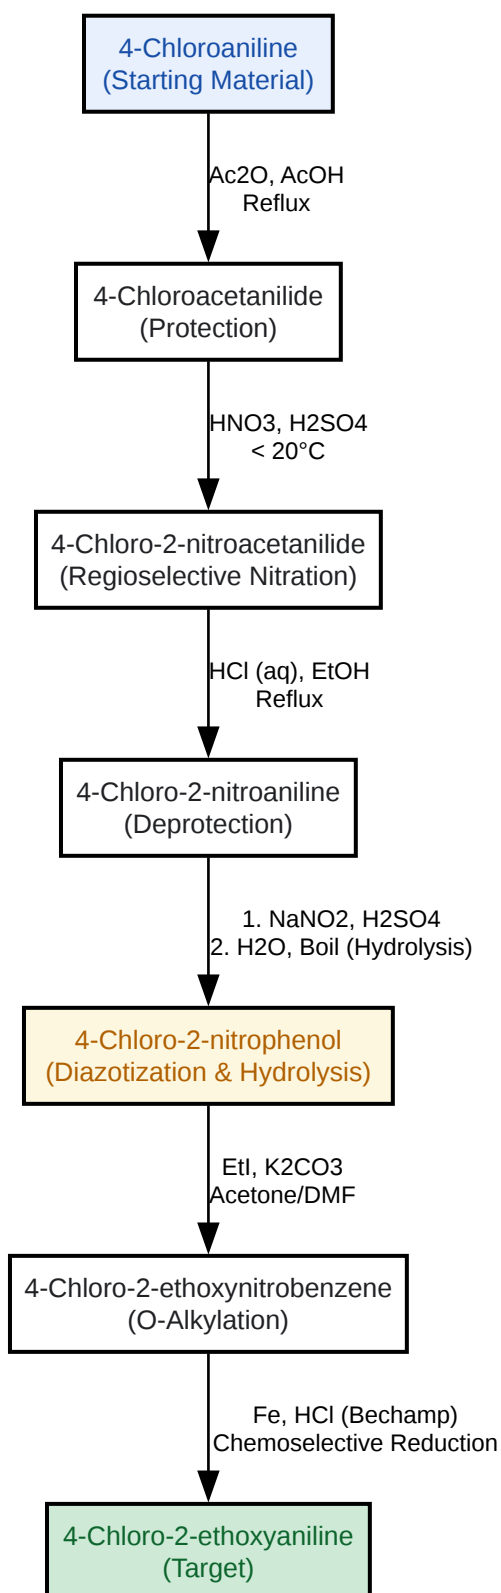 4-Chloroaniline
(Starting Material)
Ac2O, AcOH
Reflux
4-Chloroacetanilide
(Protection)
HNO3, H2SO4
< 20°C
4-Chloro-2-nitroacetanilide
(Regioselective Nitration)
HCl (aq), EtOH
Reflux
4-Chloro-2-nitroaniline
(Deprotection)
1. NaNO2, H2SO4
2. H2O, Boil (Hydrolysis)
4-Chloro-2-nitrophenol
(Diazotization & Hydrolysis)
EtI, K2CO3
Acetone/DMF
4-Chloro-2-ethoxynitrobenzene
(O-Alkylation)
Fe, HCl (Bechamp)
Chemoselective Reduction
4-Chloro-2-ethoxyaniline
(Target)